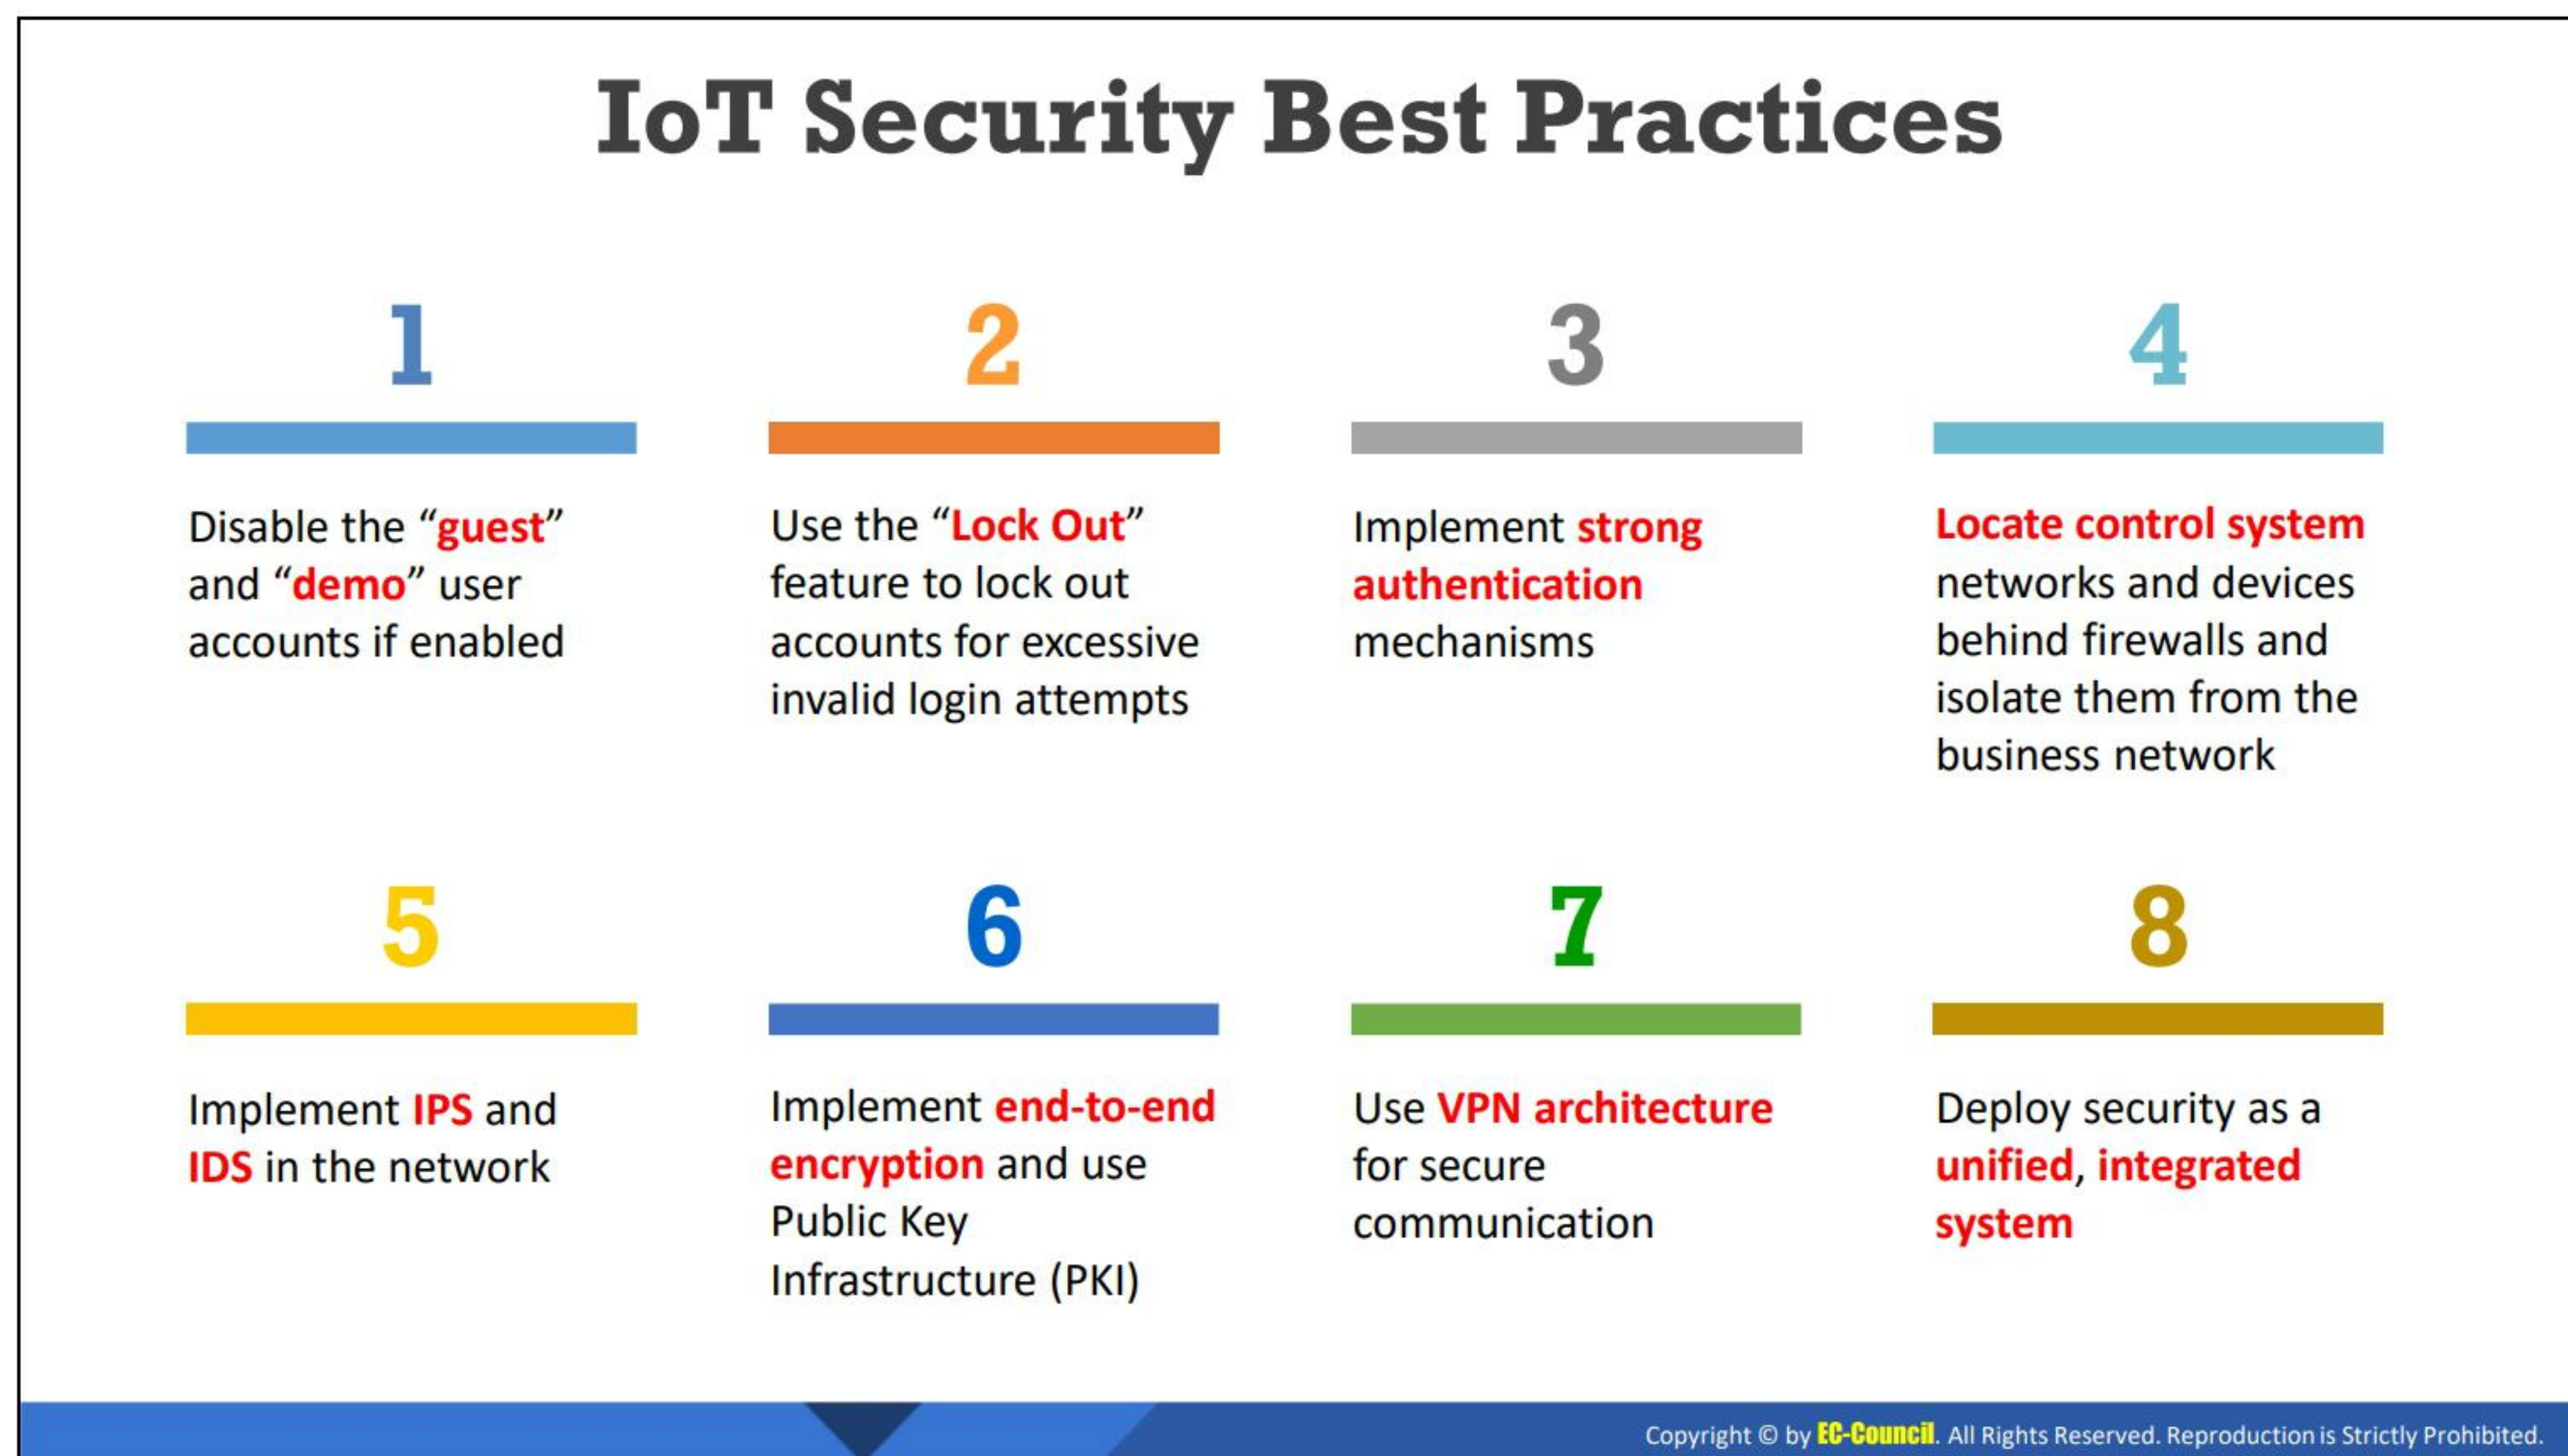 IoT Security Best Practices
1
Disable the “guest”
and “demo” user
accounts if enabled
2
Use the “Lock Out”
feature to lock out
accounts for excessive
invalid login attempts
3
Implement strong
authentication
mechanisms
4
Locate control system
networks and devices
behind firewalls and
isolate them from the
business network
5
Implement IPS and
IDS in the network
6
Implement end-to-end
encryption and use
Public Key
Infrastructure (PKI)
7
Use VPN architecture
for secure
communication
8
Deploy security as a
unified, integrated
system
Copyright © by EC-Council. All Rights Reserved. Reproduction is Strictly Prohibited.